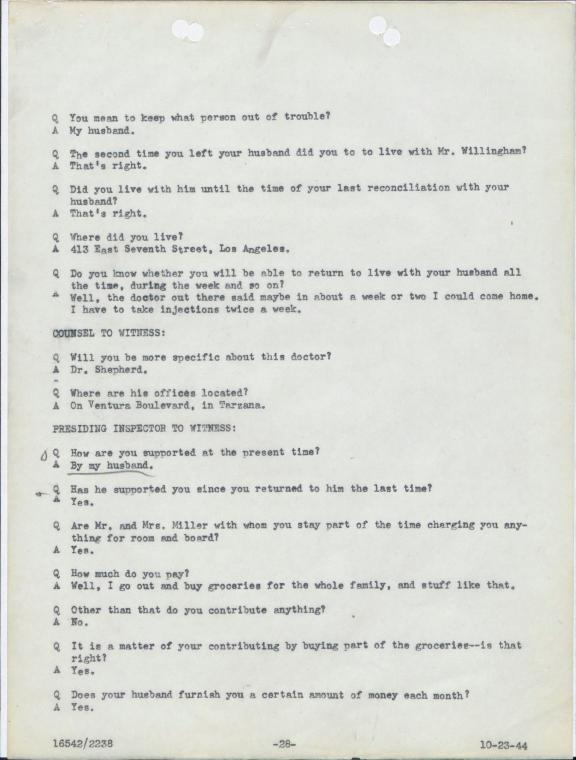 Q You mean to keep what person out of trouble?
A My husband.
Q The second time you left your husband did you to to live with Mr. Willingham?
A That's right.
Q Did you live with him until the time of your last reconciliation with your
husband?
A That's right.
Q Where did you live?
A 413 East Seventh Street, Los Angeles.
Q Do you know whether you will be able to return to live with your husband all
the time, during the week and so on?
A Well, the doctor out there said maybe in about a week or two I could come home.
I have to take injections twice a week.
COUNSEL TO WITNESS:
Q Will you be more specific about this doctor?
A Dr. Shepherd.
Q Where are his offices located?
A On Ventura Boulevard, in Tarzana.
PRESIDING INSPECTOR TO WITNESS:
Q How are you supported at the present time?
A By my husband.
Q Has he supported you since you returned to him the last time?
A Yes.
Q Are Mr. and Mrs. Miller with whom you stay part of the time charging you any-
thing for room and board?
A Yes.
Q How much do you pay?
A Well, I go out and buy groceries for the whole family, and stuff like that.
Q Other than that do you contribute anything?
A No.
Q It is a matter of your contributing by buying part of the groceries--is that
right?
A Yes.
Q Does your husband furnish you a certain amount of money each month?
A Yes.
16542/2238 -28- 10-23-44